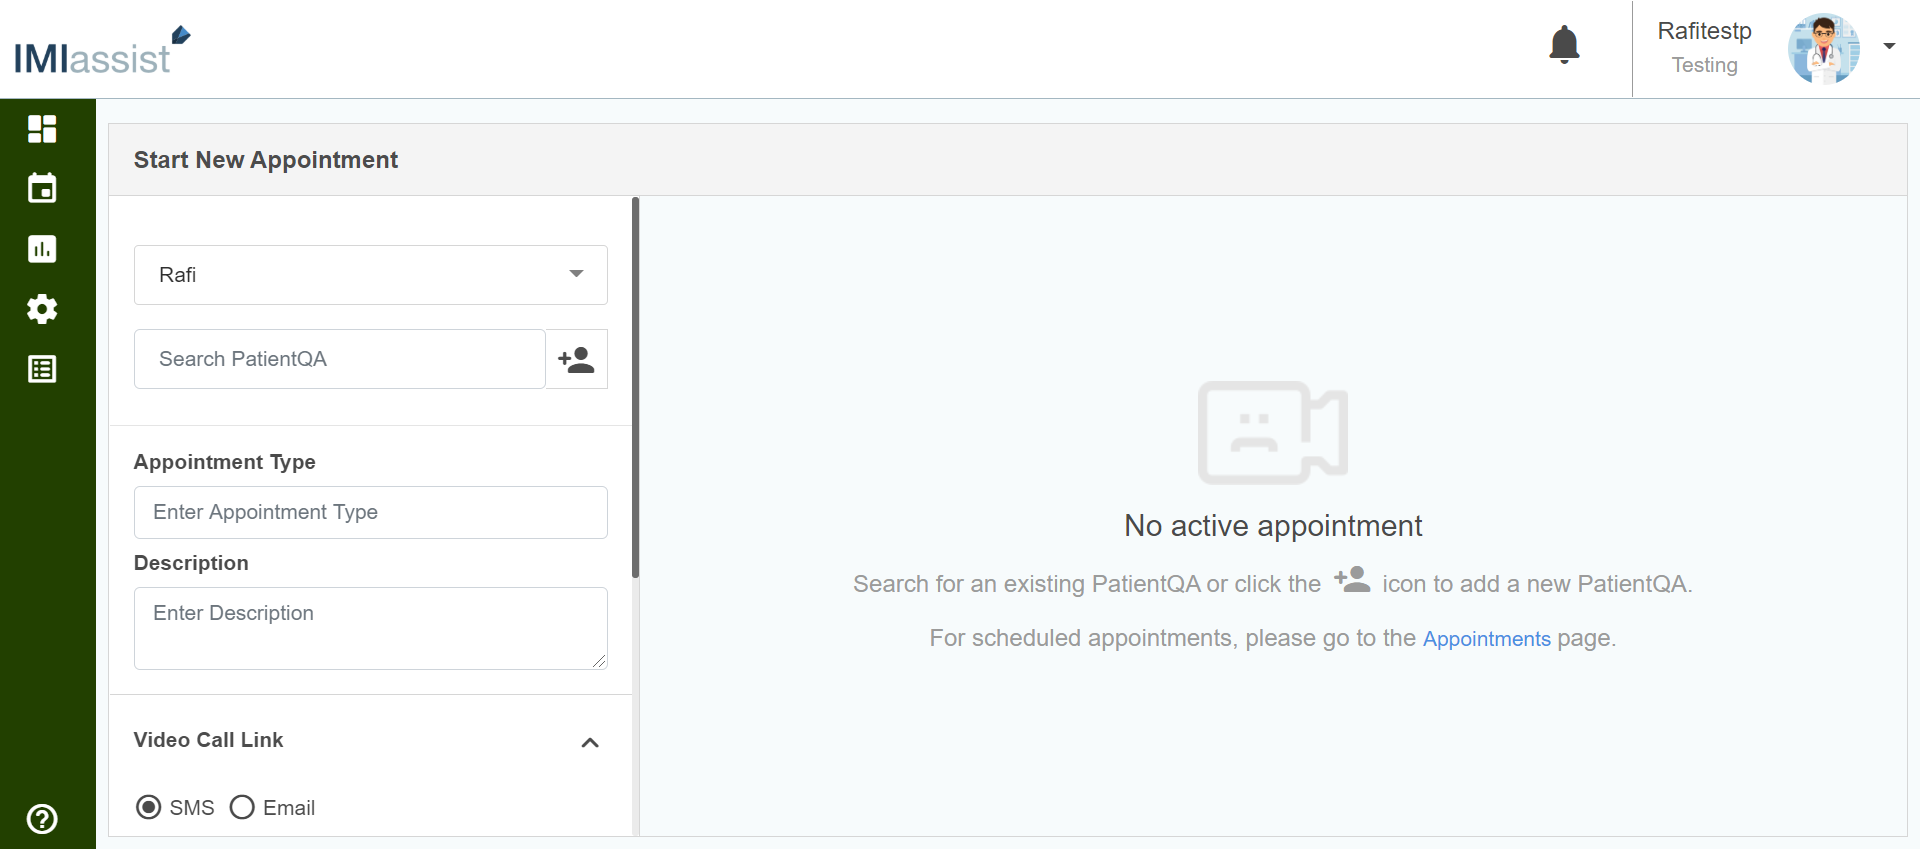 IMIassist
Rafitestp
Testing
Start New Appointment
Rafi
Search PatientQA
Appointment Type
Enter Appointment Type
Description
Enter Description
Video Call Link
SMS Email
No active appointment
Search for an existing PatientQA or click the icon to add a new PatientQA.
For scheduled appointments, please go to the Appointments page.